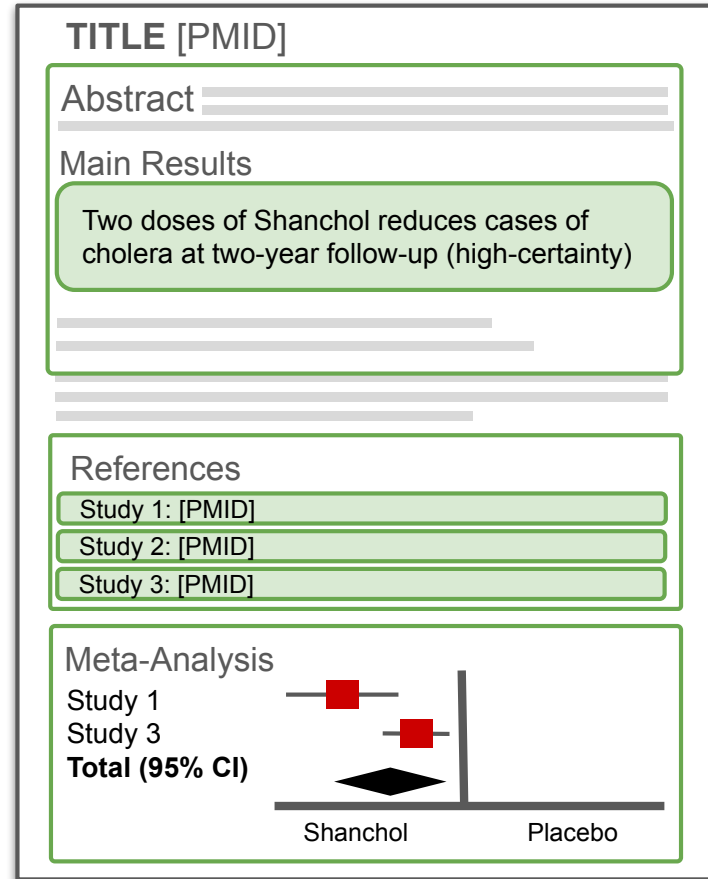 TITLE [PMID]
Abstract
Main Results
Two doses of Shanchol reduces cases of
cholera at two-year follow-up (high-certainty)
References
Study 1: [PMID]
Study 2: [PMID]
Study 3: [PMID]
Meta-Analysis
Study 1
Study 3
Total (95% CI)
Shanchol Placebo